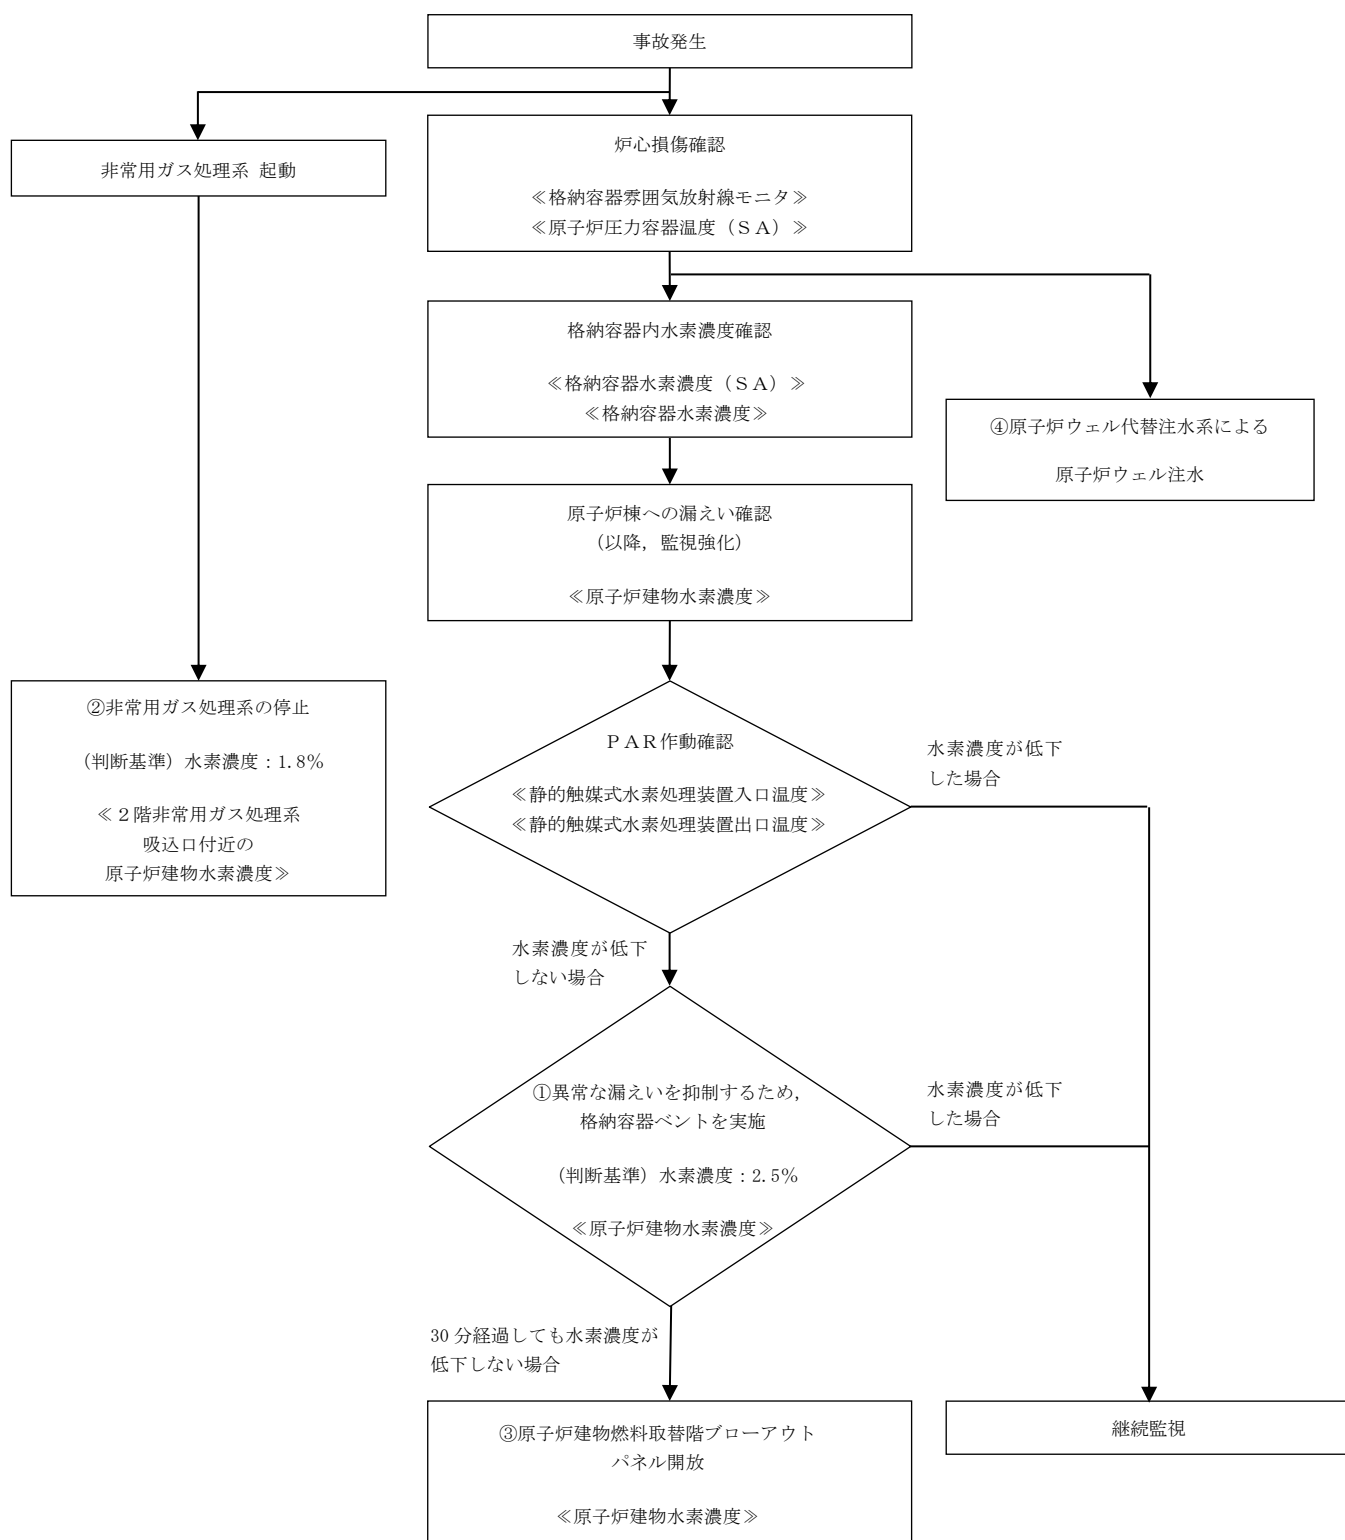 事故発生
炉心損傷確認
≪格納容器雰囲気放射線モニタ≫
≪原子炉圧力容器温度（ＳＡ）≫
非常用ガス処理系 起動
格納容器内水素濃度確認
≪格納容器水素濃度（ＳＡ）≫
≪格納容器水素濃度≫
④原子炉ウェル代替注水系による
原子炉ウェル注水
原子炉棟への漏えい確認
（以降，監視強化）
≪原子炉建物水素濃度≫
②非常用ガス処理系の停止
（判断基準）水素濃度：1.8%
≪２階非常用ガス処理系
吸込口付近の
原子炉建物水素濃度≫
ＰＡＲ作動確認
≪静的触媒式水素処理装置入口温度≫
≪静的触媒式水素処理装置出口温度≫
水素濃度が低下
した場合
水素濃度が低下
しない場合
①異常な漏えいを抑制するため，
格納容器ベントを実施
（判断基準）水素濃度：2.5%
≪原子炉建物水素濃度≫
水素濃度が低下
した場合
30 分経過しても水素濃度が
低下しない場合
③原子炉建物燃料取替階ブローアウト
パネル開放
≪原子炉建物水素濃度≫
継続監視